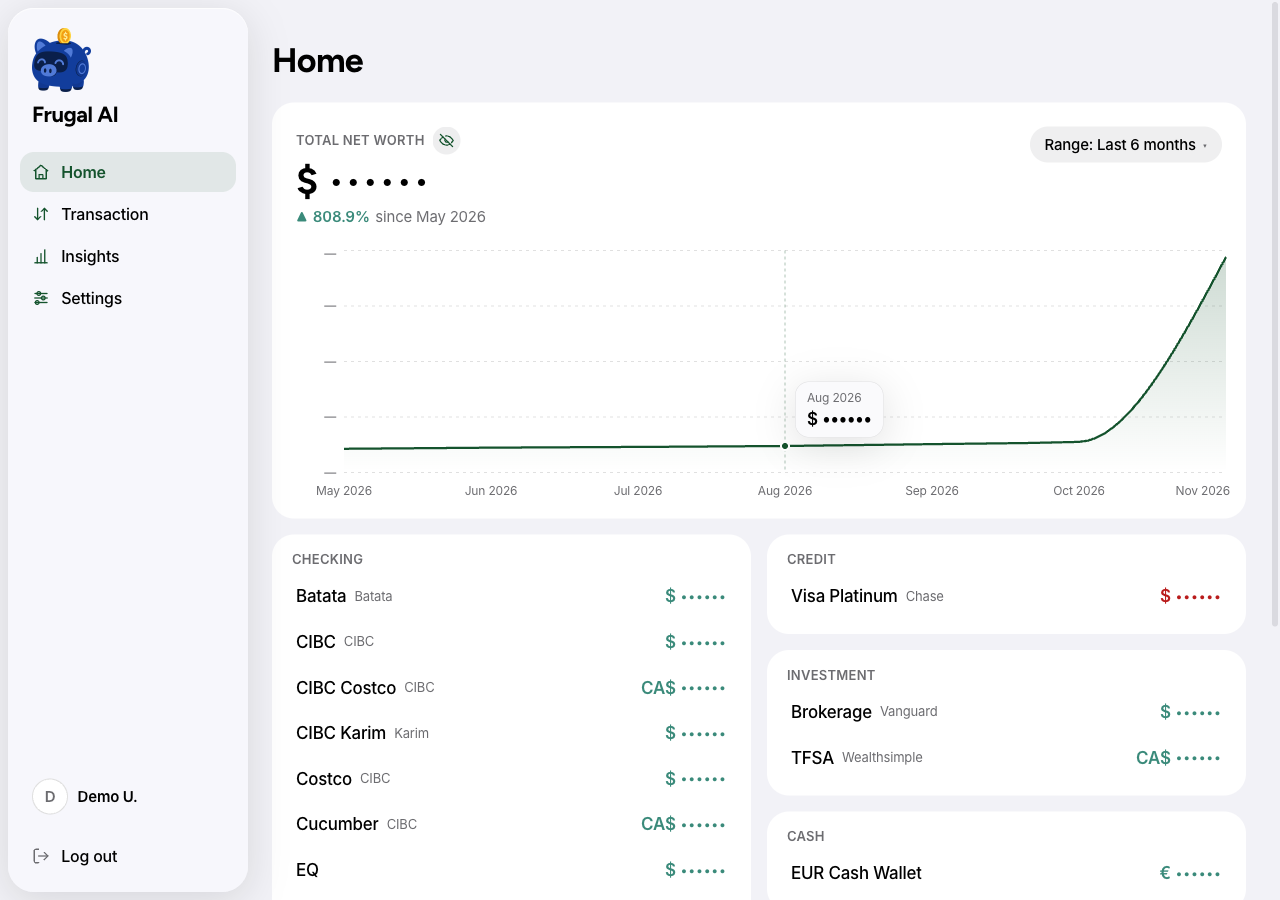 Frugal AI
Home
Transaction
Insights
Settings
D
Demo U.
Log out
Home
TOTAL NET WORTH
Range: Last 6 months
$ ••••••
▲ 808.9% since May 2026
Aug 2026
$ ••••••
May 2026 Jun 2026 Jul 2026 Aug 2026 Sep 2026 Oct 2026 Nov 2026
CHECKING
Batata Batata $ ••••••
CIBC CIBC $ ••••••
CIBC Costco CIBC CA$ ••••••
CIBC Karim Karim $ ••••••
Costco CIBC $ ••••••
Cucumber CIBC CA$ ••••••
EQ $ ••••••
CREDIT
Visa Platinum Chase $ ••••••
INVESTMENT
Brokerage Vanguard $ ••••••
TFSA Wealthsimple CA$ ••••••
CASH
EUR Cash Wallet € ••••••